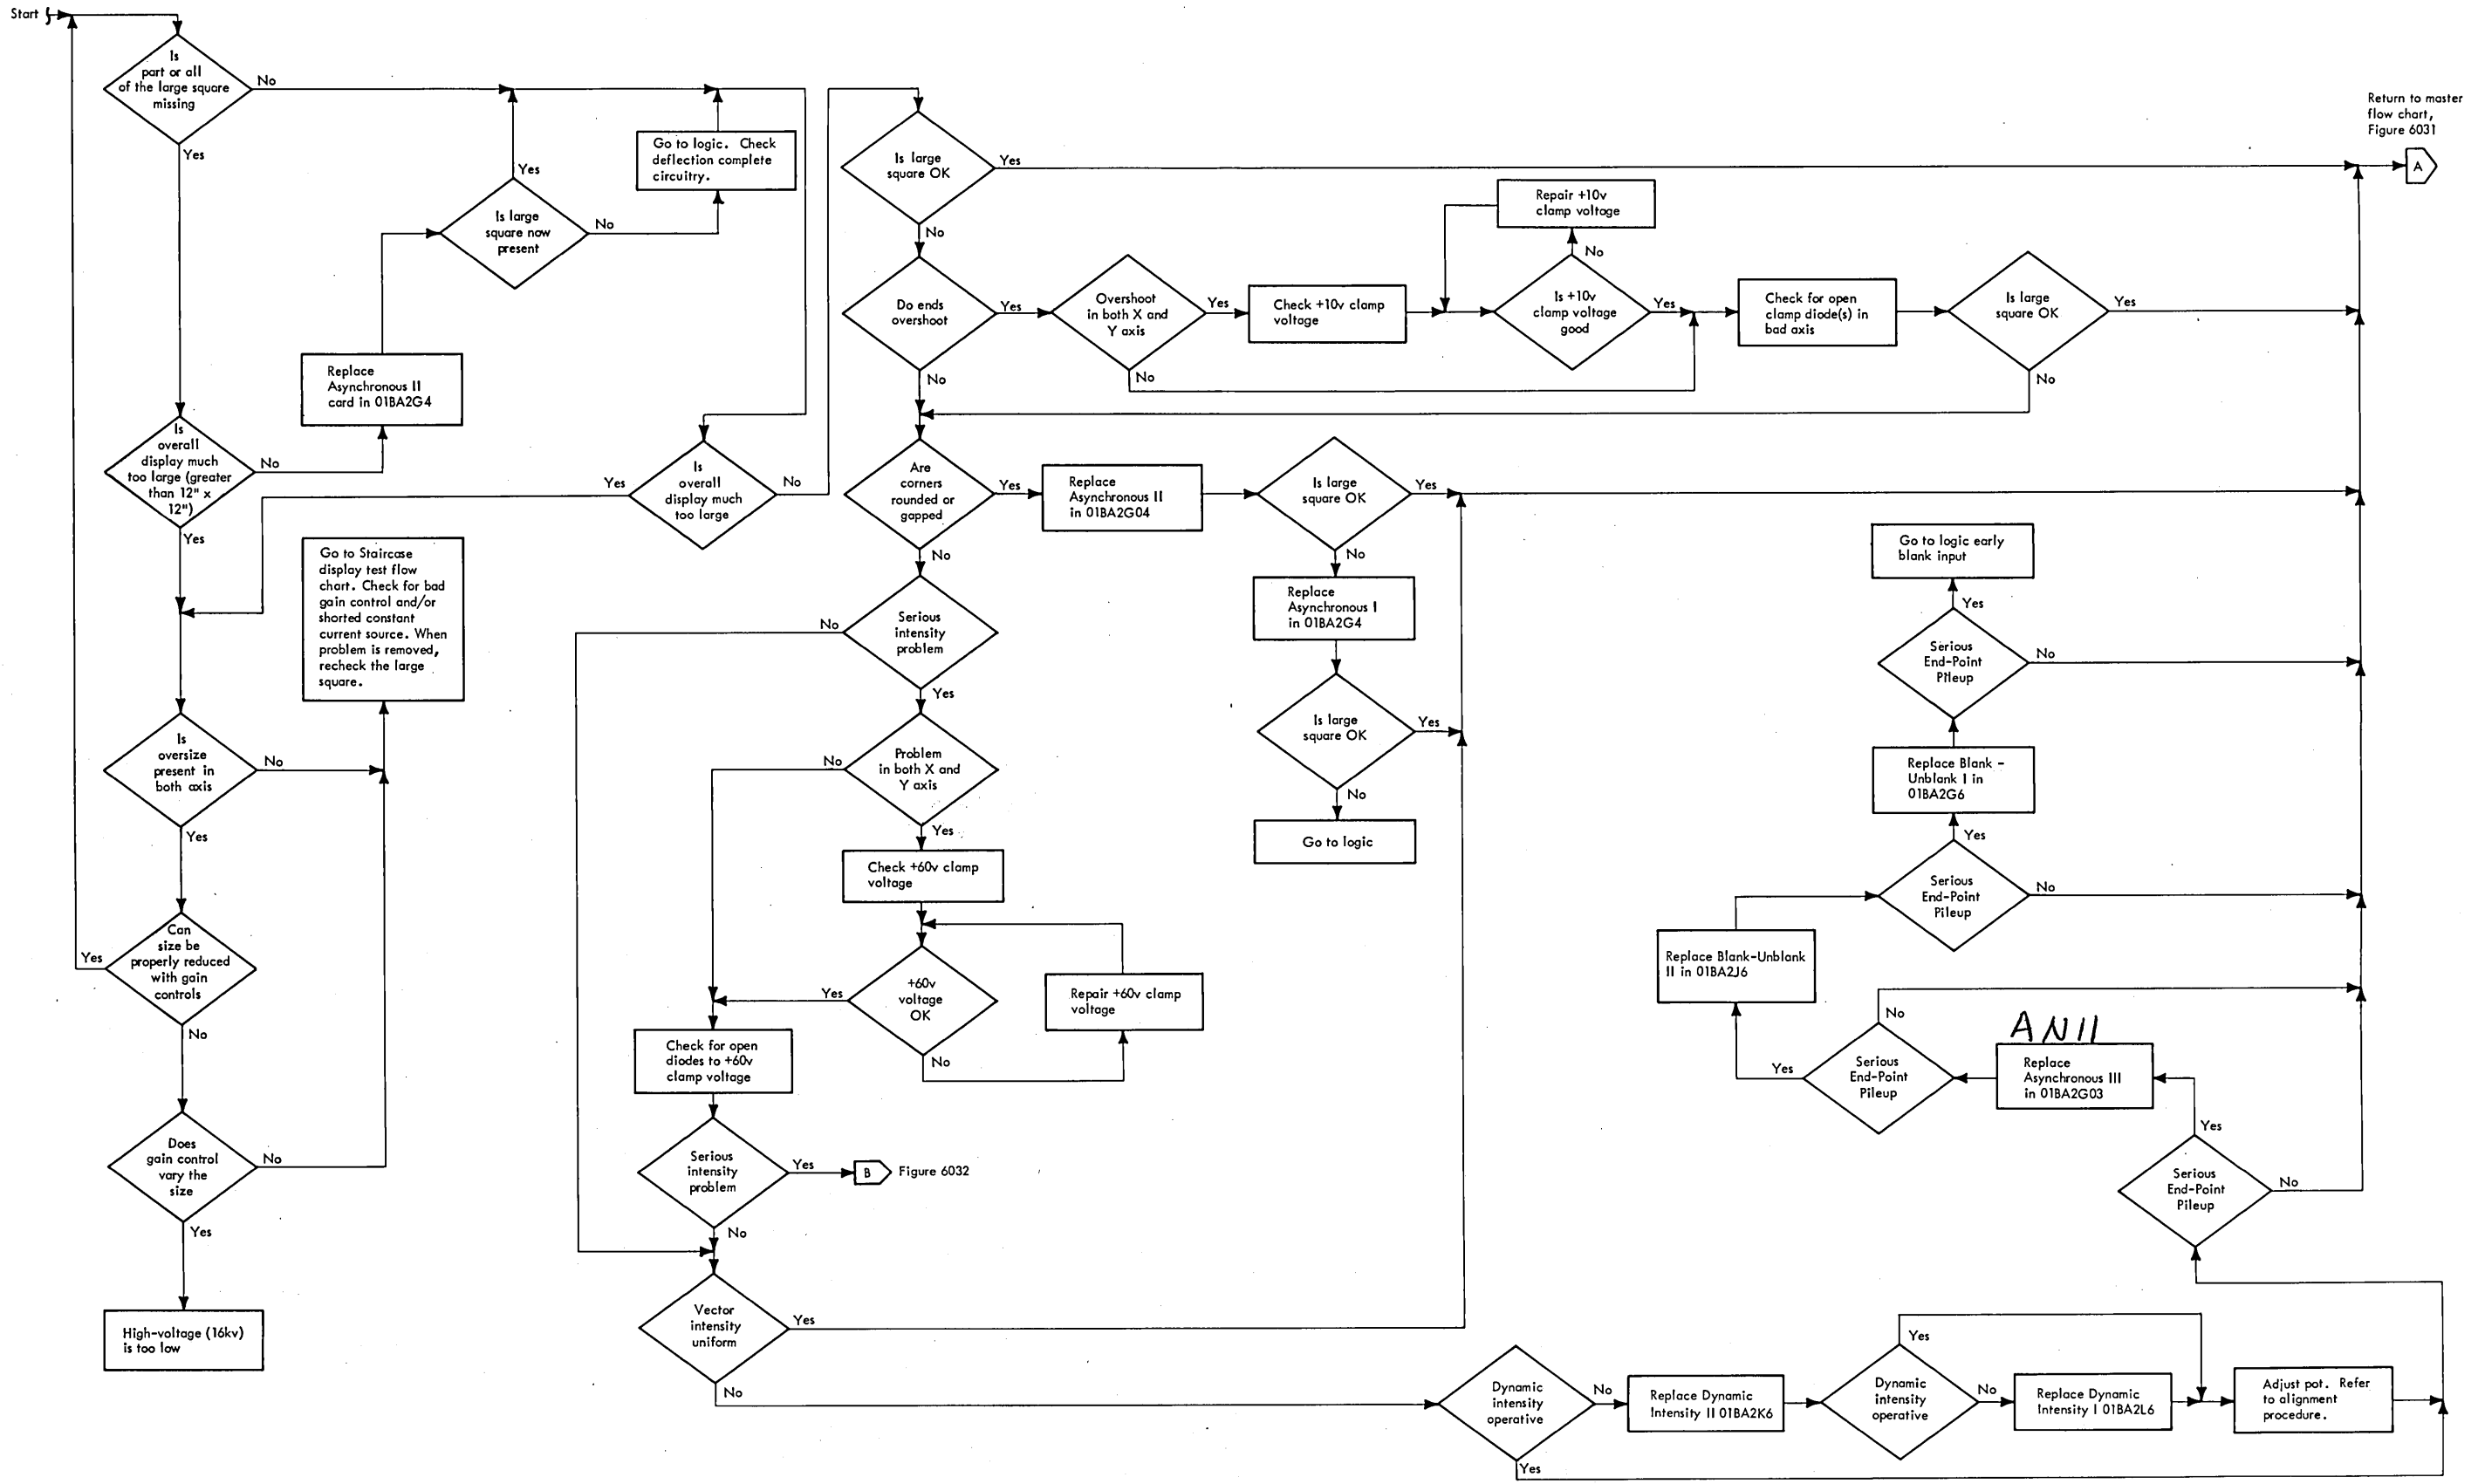 Start
Is
part or all
of the large square
missing
No
Yes
Go to logic. Check
deflection complete
circuitry.
Yes
Is large
square now
present
No
Replace
Asynchronous II
card in 01BA2G4
Is
overall
display much
too large (greater
than 12" x
12")
No
Yes
Is
overall
display much
too large
Yes
No
Go to Staircase
display test flow
chart. Check for bad
gain control and/or
shorted constant
current source. When
problem is removed,
recheck the large
square.
Is
oversize
present in
both axis
No
Yes
Can
size be
properly reduced
with gain
controls
Yes
No
Does
gain control
vary the
size
No
Yes
High-voltage (16kv)
is too low
Is large
square OK
Yes
No
Return to master
flow chart,
Figure 6031
A
Do ends
overshoot
Yes
No
Overshoot
in both X and
Y axis
Yes
No
Check +10v clamp
voltage
Repair +10v
clamp voltage
No
Is +10v
clamp voltage
good
Yes
Check for open
clamp diode(s) in
bad axis
Is large
square OK
Yes
No
Are
corners
rounded or
gapped
Yes
No
Replace
Asynchronous II
in 01BA2G04
Is large
square OK
Yes
No
Replace
Asynchronous I
in 01BA2G4
Is large
square OK
Yes
No
Go to logic
Serious
intensity
problem
No
Yes
Problem
in both X and
Y axis
No
Yes
Check +60v clamp
voltage
+60v
voltage
OK
Yes
No
Repair +60v clamp
voltage
Check for open
diodes to +60v
clamp voltage
Serious
intensity
problem
Yes
B
Figure 6032
No
Vector
intensity
uniform
Yes
No
Go to logic early
blank input
Yes
Serious
End-Point
Pileup
No
Replace Blank -
Unblank I in
01BA2G6
Yes
Serious
End-Point
Pileup
No
Replace Blank-Unblank
II in 01BA2J6
No
Serious
End-Point
Pileup
Yes
ANII
Replace
Asynchronous III
in 01BA2G03
Yes
Serious
End-Point
Pileup
No
Dynamic
intensity
operative
No
Yes
Replace Dynamic
Intensity II 01BA2K6
Yes
Dynamic
intensity
operative
No
Replace Dynamic
Intensity I 01BA2L6
Adjust pot. Refer
to alignment
procedure.